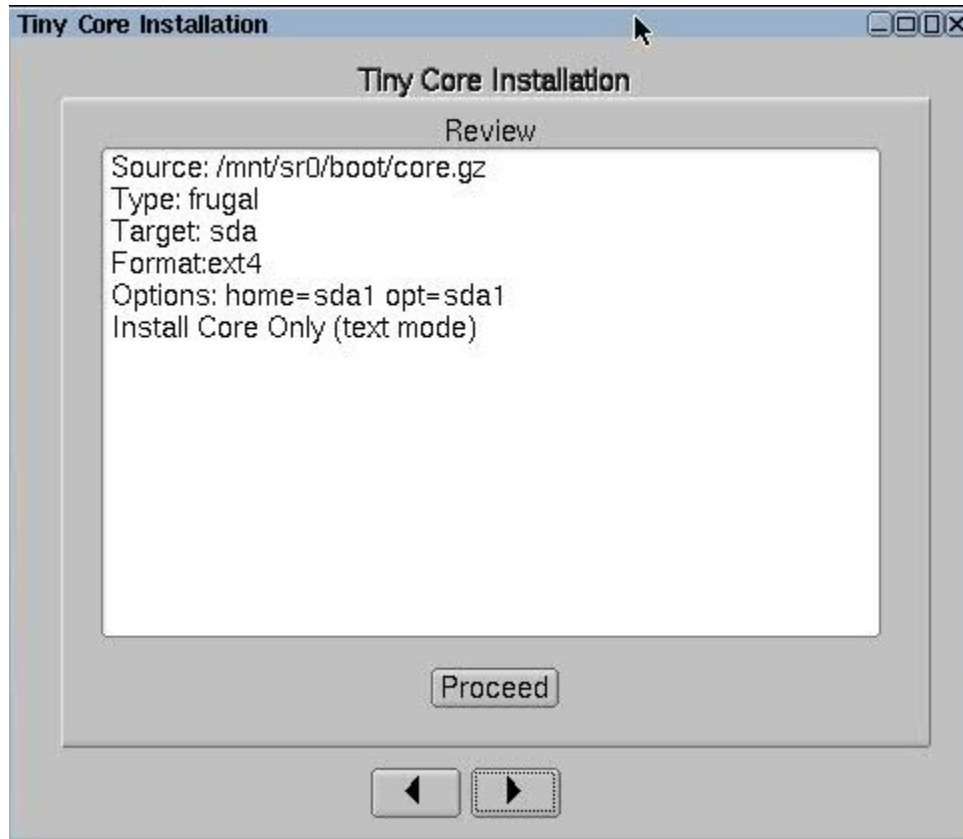 Tiny Core Installation
Tiny Core Installation
Review
Source: /mnt/sr0/boot/core.gz
Type: frugal
Target: sda
Format:ext4
Options: home=sda1 opt=sda1
Install Core Only (text mode)
Proceed